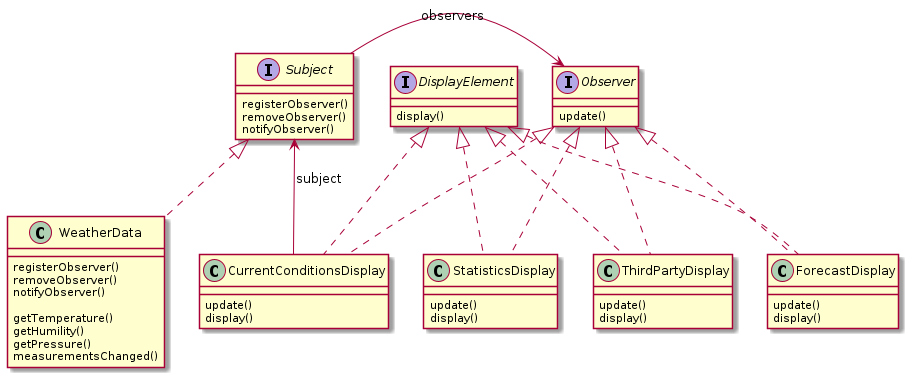 observers
I Subject
registerObserver()
removeObserver()
notifyObserver()
I DisplayElement
display()
I Observer
update()
subject
C WeatherData
registerObserver()
removeObserver()
notifyObserver()
getTemperature()
getHumility()
getPressure()
measurementsChanged()
C CurrentConditionsDisplay
update()
display()
C StatisticsDisplay
update()
display()
C ThirdPartyDisplay
update()
display()
C ForecastDisplay
update()
display()